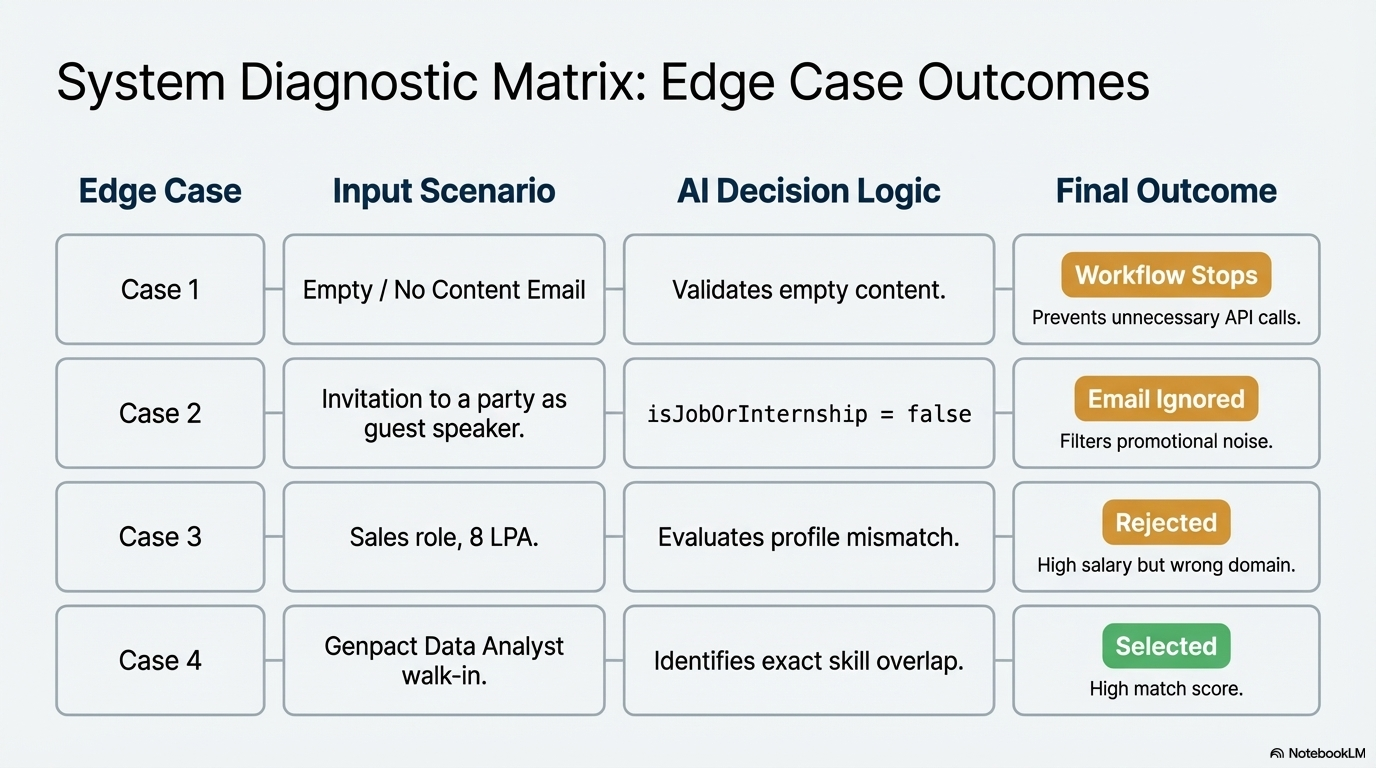 System Diagnostic Matrix: Edge Case Outcomes
Edge Case
Input Scenario
AI Decision Logic
Final Outcome
Case 1
Empty / No Content Email
Validates empty content.
Workflow Stops
Prevents unnecessary API calls.
Case 2
Invitation to a party as
guest speaker.
isJobOrInternship = false
Email Ignored
Filters promotional noise.
Case 3
Sales role, 8 LPA.
Evaluates profile mismatch.
Rejected
High salary but wrong domain.
Case 4
Genpact Data Analyst
walk-in.
Identifies exact skill overlap.
Selected
High match score.
NotebookLM